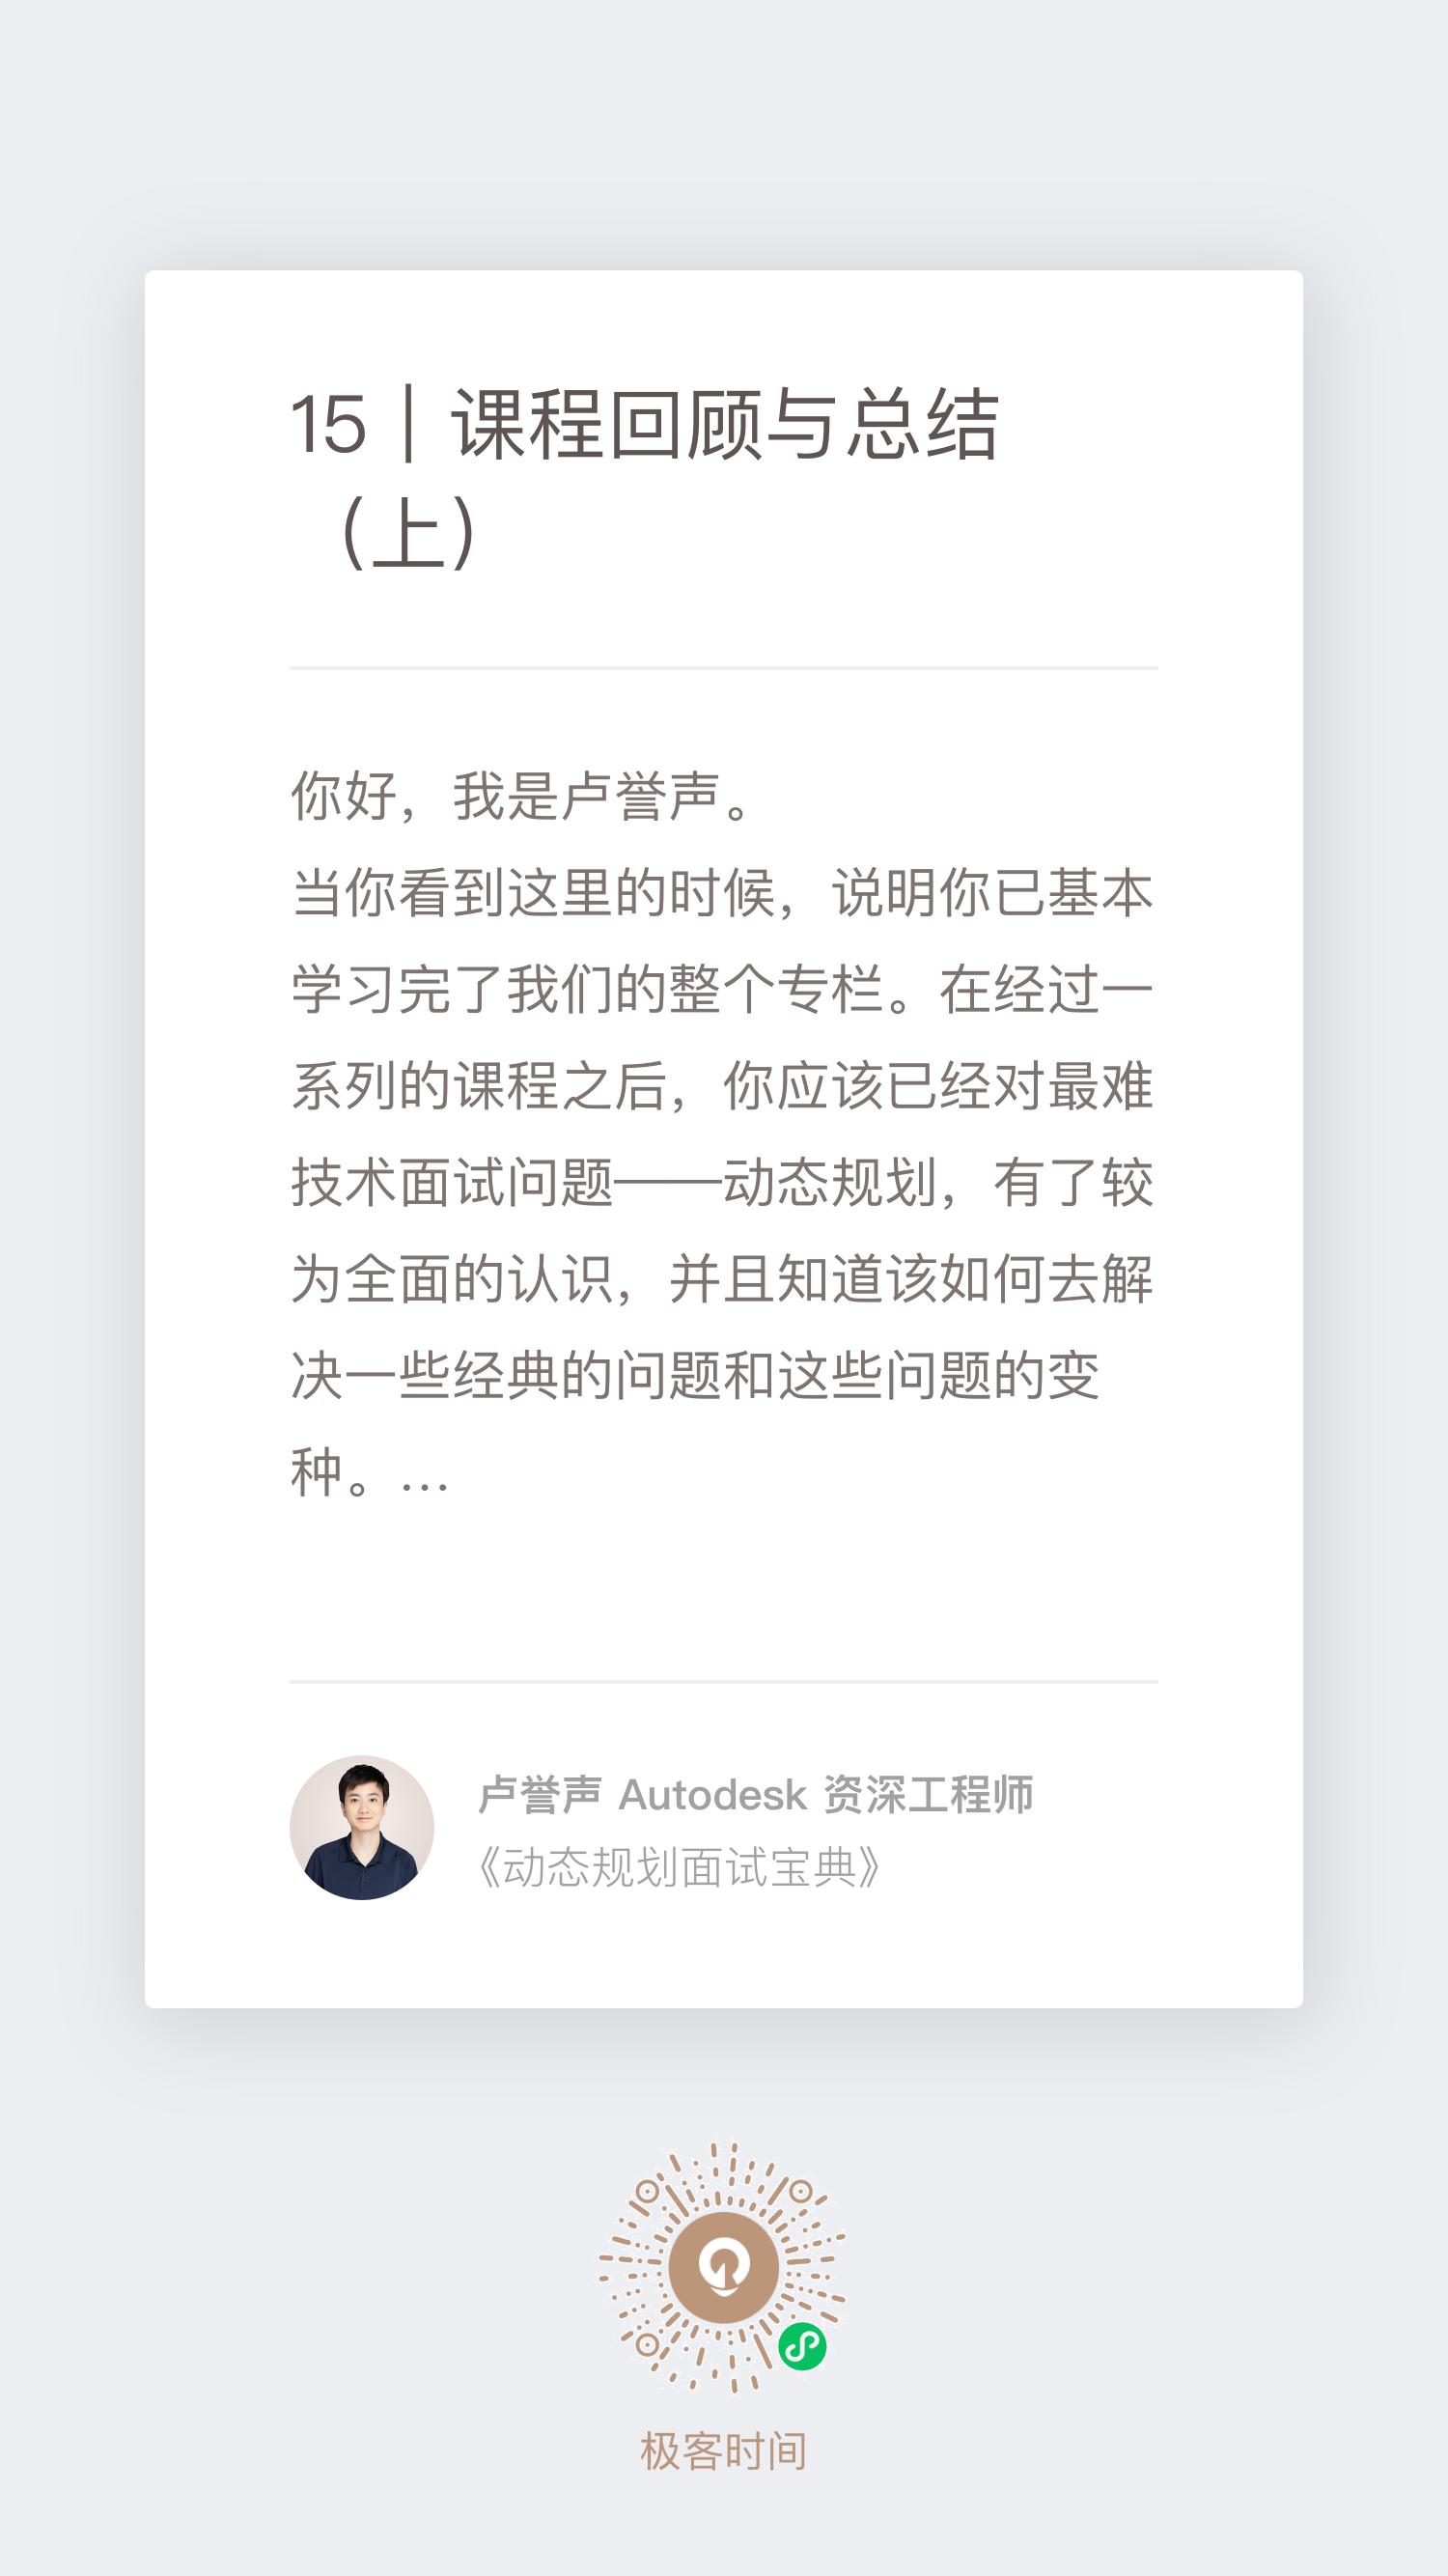 15｜课程回顾与总结
（上）
你好，我是卢誉声。
当你看到这里的时候，说明你已基本
学习完了我们的整个专栏。在经过一
系列的课程之后，你应该已经对最难
技术面试问题——动态规划，有了较
为全面的认识，并且知道该如何去解
决一些经典的问题和这些问题的变
种。...
卢誉声 Autodesk 资深工程师
《动态规划面试宝典》
极客时间